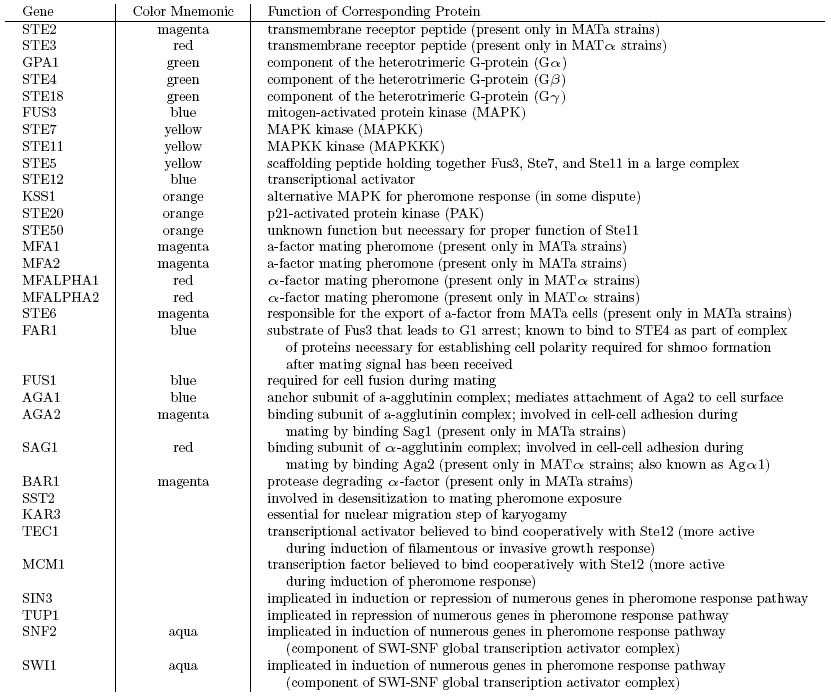 Gene Color Mnemonic Function of Corresponding Protein
STE2 magenta transmembrane receptor peptide (present only in MATa strains)
STE3 red transmembrane receptor peptide (present only in MATα strains)
GPA1 green component of the heterotrimeric G-protein (Gα)
STE4 green component of the heterotrimeric G-protein (Gβ)
STE18 green component of the heterotrimeric G-protein (Gγ)
FUS3 blue mitogen-activated protein kinase (MAPK)
STE7 yellow MAPK kinase (MAPKK)
STE11 yellow MAPKK kinase (MAPKKK)
STE5 yellow scaffolding peptide holding together Fus3, Ste7, and Ste11 in a large complex
STE12 blue transcriptional activator
KSS1 orange alternative MAPK for pheromone response (in some dispute)
STE20 orange p21-activated protein kinase (PAK)
STE50 orange unknown function but necessary for proper function of Ste11
MFA1 magenta a-factor mating pheromone (present only in MATa strains)
MFA2 magenta a-factor mating pheromone (present only in MATa strains)
MFALPHA1 red α-factor mating pheromone (present only in MATα strains)
MFALPHA2 red α-factor mating pheromone (present only in MATα strains)
STE6 magenta responsible for the export of a-factor from MATa cells (present only in MATa strains)
FAR1 blue substrate of Fus3 that leads to G1 arrest; known to bind to STE4 as part of complex
of proteins necessary for establishing cell polarity required for shmoo formation
after mating signal has been received
FUS1 blue required for cell fusion during mating
AGA1 blue anchor subunit of a-agglutinin complex; mediates attachment of Aga2 to cell surface
AGA2 magenta binding subunit of a-agglutinin complex; involved in cell-cell adhesion during
mating by binding Sag1 (present only in MATa strains)
SAG1 red binding subunit of α-agglutinin complex; involved in cell-cell adhesion during
mating by binding Aga2 (present only in MATα strains; also known as Agα1)
BAR1 magenta protease degrading α-factor (present only in MATa strains)
SST2 involved in desensitization to mating pheromone exposure
KAR3 essential for nuclear migration step of karyogamy
TEC1 transcriptional activator believed to bind cooperatively with Ste12 (more active
during induction of filamentous or invasive growth response)
MCM1 transcription factor believed to bind cooperatively with Ste12 (more active
during induction of pheromone response)
SIN3 implicated in induction or repression of numerous genes in pheromone response pathway
TUP1 implicated in repression of numerous genes in pheromone response pathway
SNF2 aqua implicated in induction of numerous genes in pheromone response pathway
(component of SWI-SNF global transcription activator complex)
SWI1 aqua implicated in induction of numerous genes in pheromone response pathway
(component of SWI-SNF global transcription activator complex)